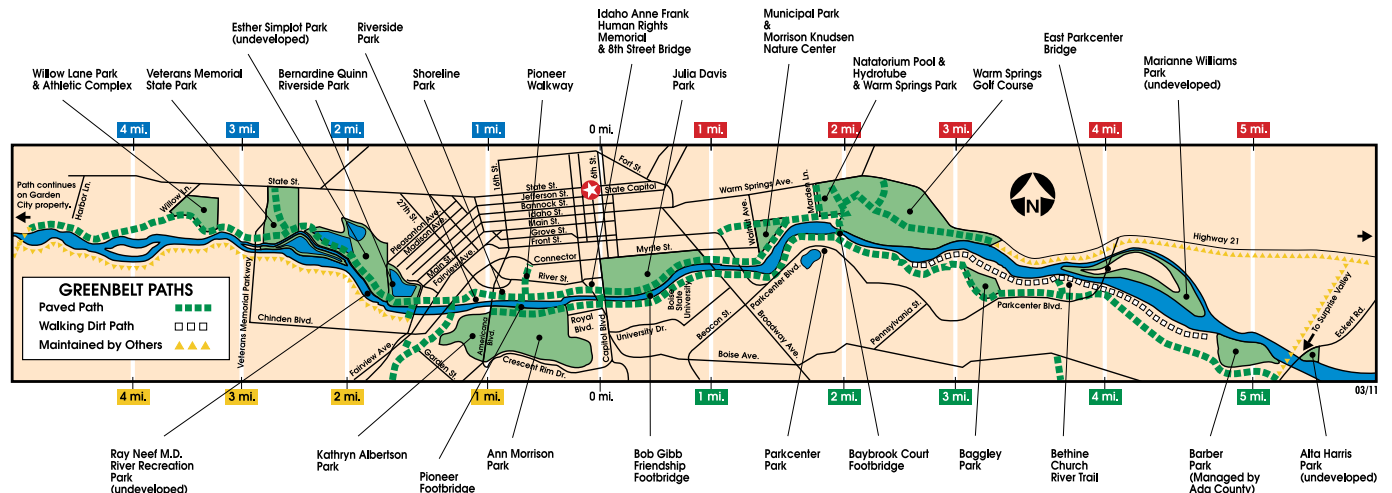 Esther Simplot Park
(undeveloped)
Riverside
Park
Idaho Anne Frank
Human Rights
Memorial
& 8th Street Bridge
Municipal Park
&
Morrison Knudsen
Nature Center
East Parkcenter
Bridge
Willow Lane Park
& Athletic Complex
Veterans Memorial
State Park
Bernardine Quinn
Riverside Park
Shoreline
Park
Pioneer
Walkway
Julia Davis
Park
Natatorium Pool &
Hydrotube
& Warm Springs Park
Warm Springs
Golf Course
Marianne Williams
Park
(undeveloped)
4 mi.
3 mi.
2 mi.
1 mi.
0 mi.
1 mi.
2 mi.
3 mi.
4 mi.
5 mi.
Path continues
on Garden
City property.
Harbor Ln.
Willow Ln.
State St.
27th St.
Pleasanton Ave.
Madison Ave.
Main St.
Fairview Ave.
16th St.
6th St.
Fort St.
State St.
State Capitol
Jefferson St.
Bannock St.
Idaho St.
Main St.
Grove St.
Front St.
Connector
Myrtle St.
River St.
Warm Springs Ave.
Walnut Ave.
Marden Ln.
N
Highway 21
GREENBELT PATHS
Paved Path
Walking Dirt Path
Maintained by Others
Veterans Memorial Parkway
Chinden Blvd.
Fairview Ave.
Garden St.
Americana
Blvd.
Crescent Rim Dr.
Royal
Blvd.
Capitol Blvd.
Boise
State
University
University Dr.
Beacon St.
Boise Ave.
Parkcenter Blvd.
Broadway Ave.
Pennsylvania St.
Parkcenter Blvd.
To Surprise Valley
Eckert Rd.
4 mi.
3 mi.
2 mi.
1 mi.
0 mi.
1 mi.
2 mi.
3 mi.
4 mi.
5 mi.
03/11
Ray Neef M.D.
River Recreation
Park
(undeveloped)
Kathryn Albertson
Park
Pioneer
Footbridge
Ann Morrison
Park
Bob Gibb
Friendship
Footbridge
Parkcenter
Park
Baybrook Court
Footbridge
Baggley
Park
Bethine
Church
River Trail
Barber
Park
(Managed by
Ada County)
Alta Harris
Park
(undeveloped)